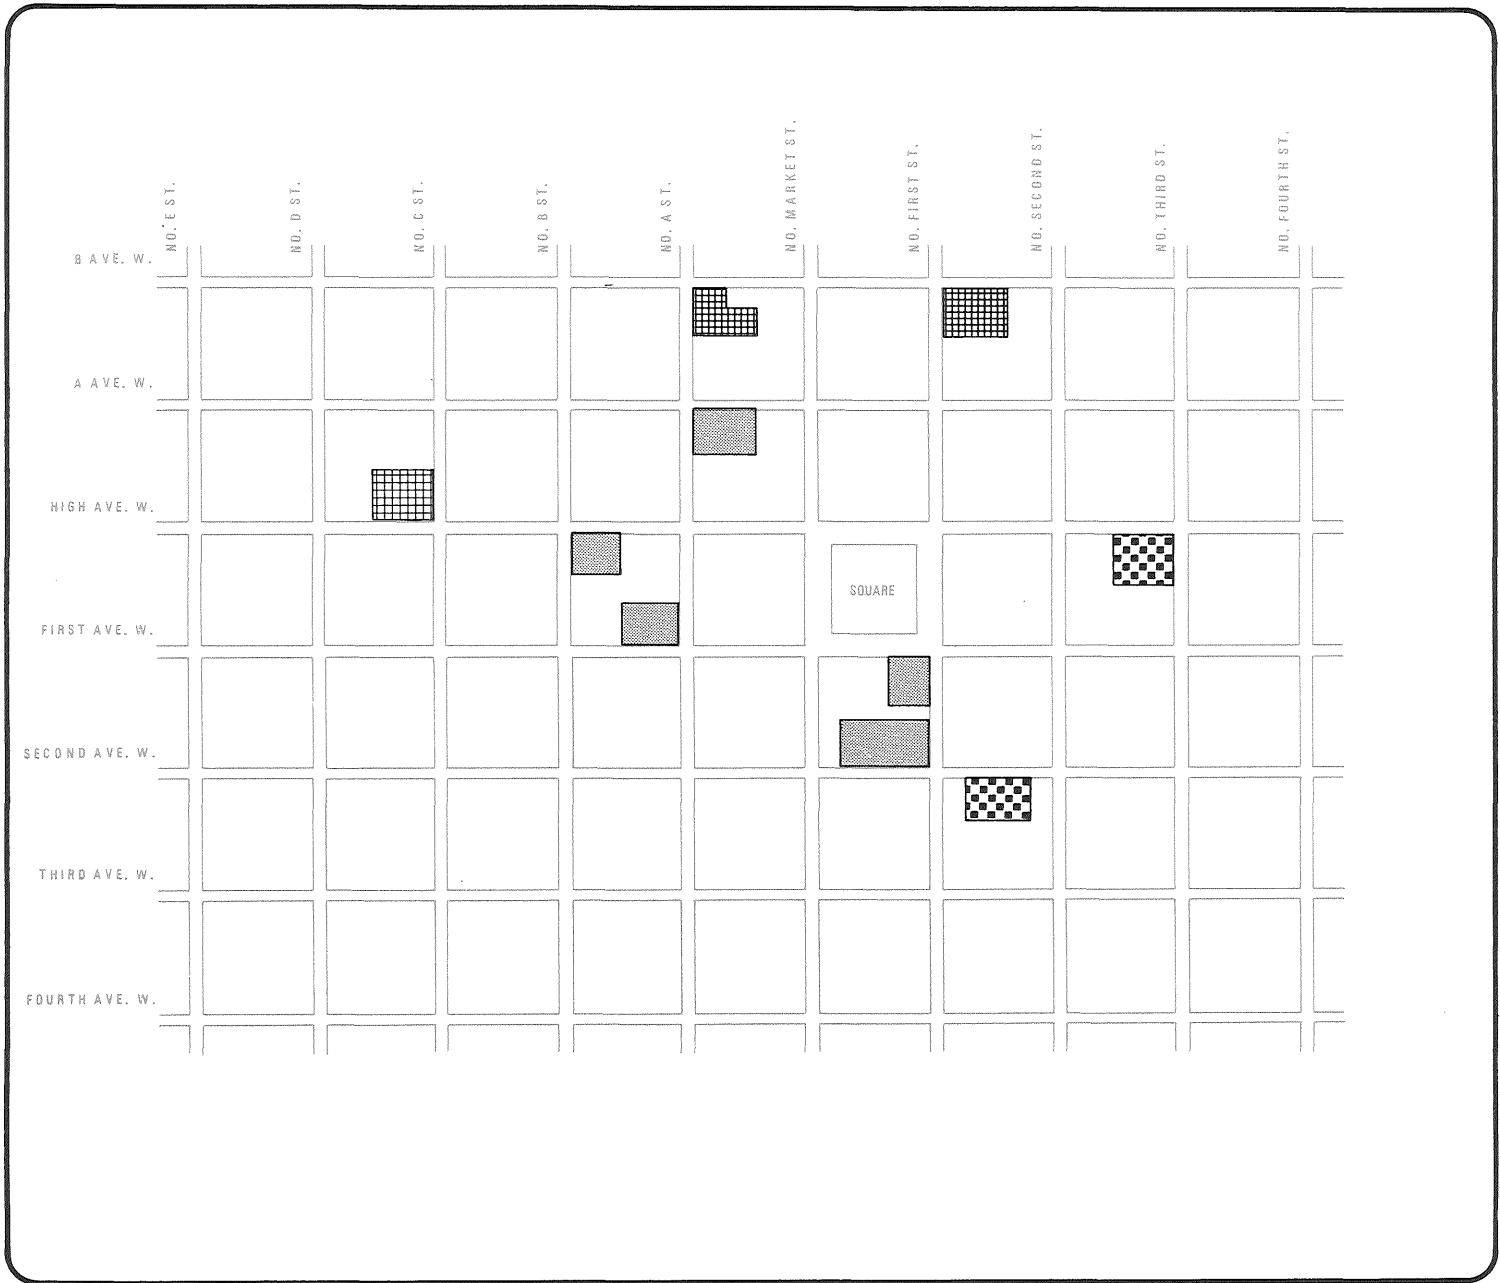 NO. E ST.
NO. D ST.
NO. C ST.
NO. B ST.
NO. A ST.
NO. MARKET ST.
NO. FIRST ST.
NO. SECOND ST.
NO. THIRD ST.
NO. FOURTH ST.
B AVE. W.
A AVE. W.
HIGH AVE. W.
FIRST AVE. W.
SECOND AVE. W.
THIRD AVE. W.
FOURTH AVE. W.
SQUARE